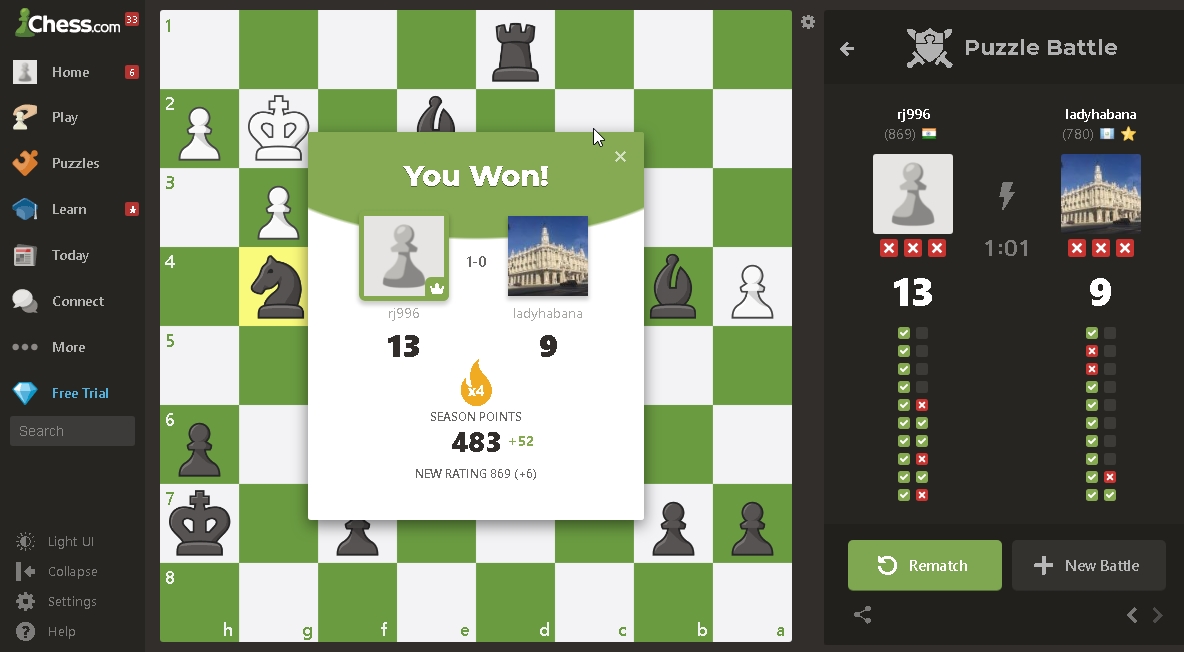 Chess.com 33
Home 6
Play
Puzzles
Learn
Today
Connect
More
Free Trial
Search
Light UI
Collapse
Settings
Help
1
2
3
4
5
6
7
8
h g f e d c b a
You Won!
1-0
rj996 ladyhabana
13 9
x4
SEASON POINTS
483 +52
NEW RATING 869 (+6)
Puzzle Battle
rj996 ladyhabana
(869) (780)
1:01
13 9
Rematch New Battle